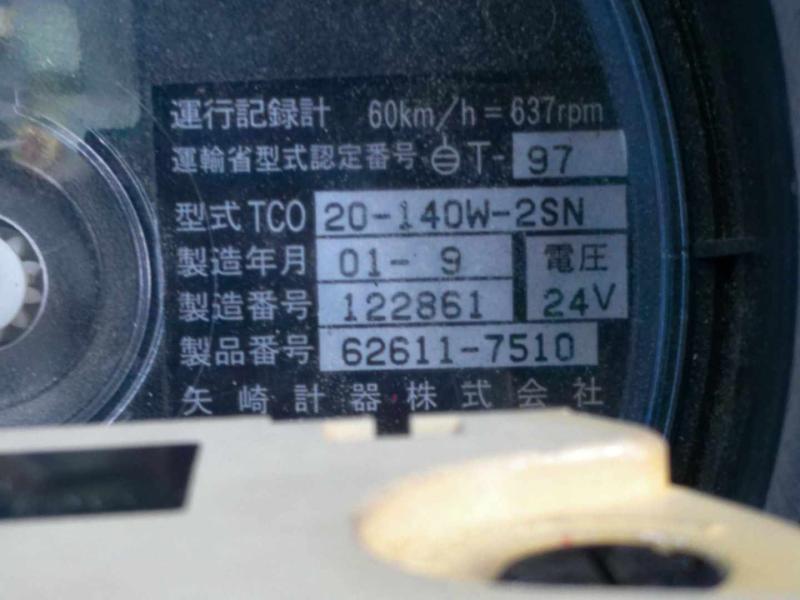 運行記録計 60km/h=637rpm
運輸省型式認定番号 T-97
型式 TCO 20-140W-2SN
製造年月 01- 9 電圧
製造番号 122861 24V
製品番号 62611-7510
矢崎計器株式会社